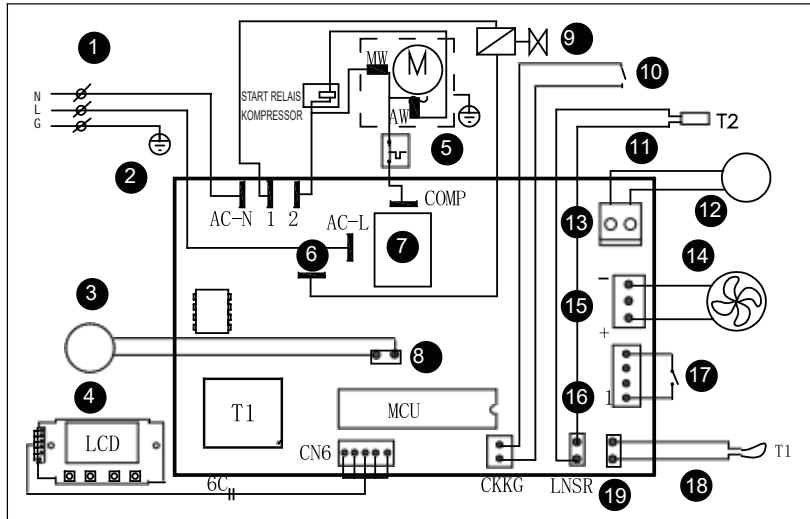 1
N
L
G
2
START RELAIS
KOMPRESSOR
MW
M
AW
5
9
10
T2
11
12
13
AC-N
1
2
COMP
AC-L
6
7
14
15
-
+
3
8
4
LCD
T1
MCU
16
1
17
CN6
6C
CKKG
LNSR
19
18
T1